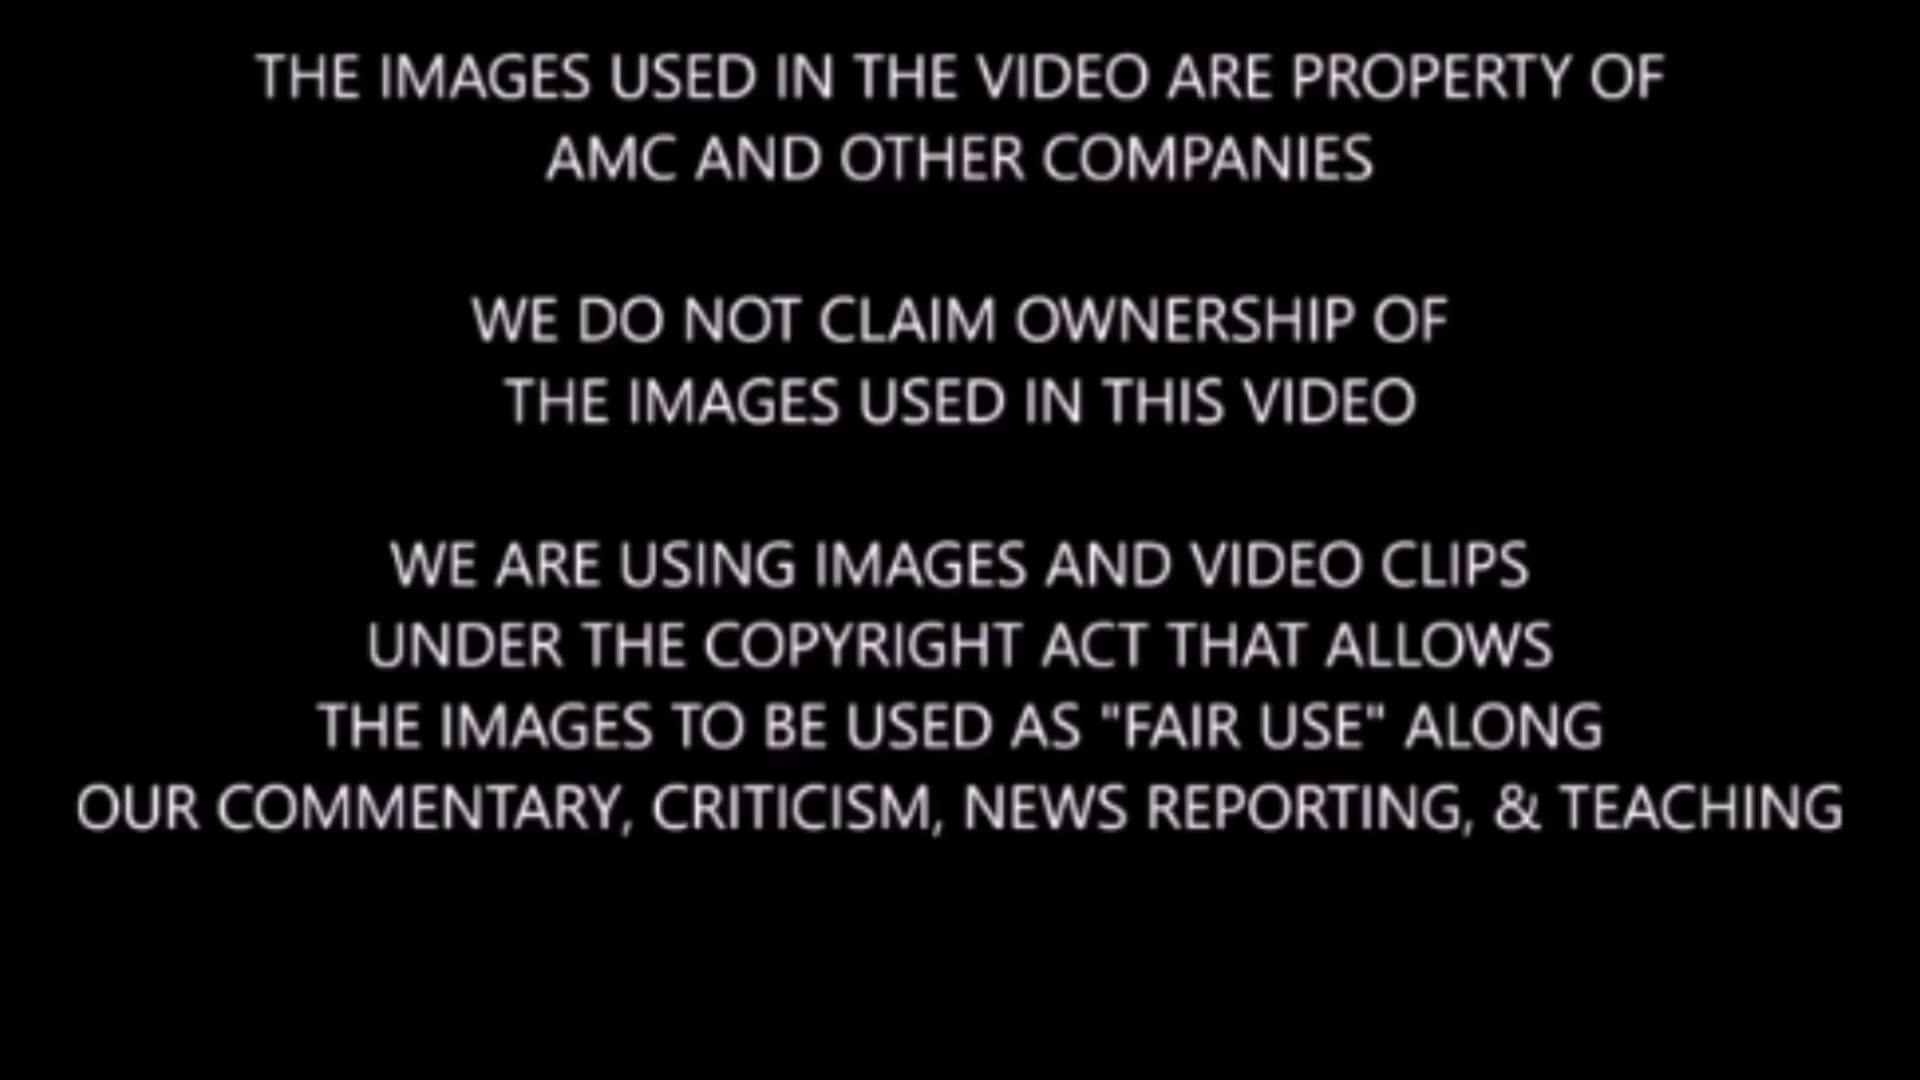 THE IMAGES USED IN THE VIDEO ARE PROPERTY OF
AMC AND OTHER COMPANIES
WE DO NOT CLAIM OWNERSHIP OF
THE IMAGES USED IN THIS VIDEO
WE ARE USING IMAGES AND VIDEO CLIPS
UNDER THE COPYRIGHT ACT THAT ALLOWS
THE IMAGES TO BE USED AS "FAIR USE" ALONG
OUR COMMENTARY, CRITICISM, NEWS REPORTING, & TEACHING